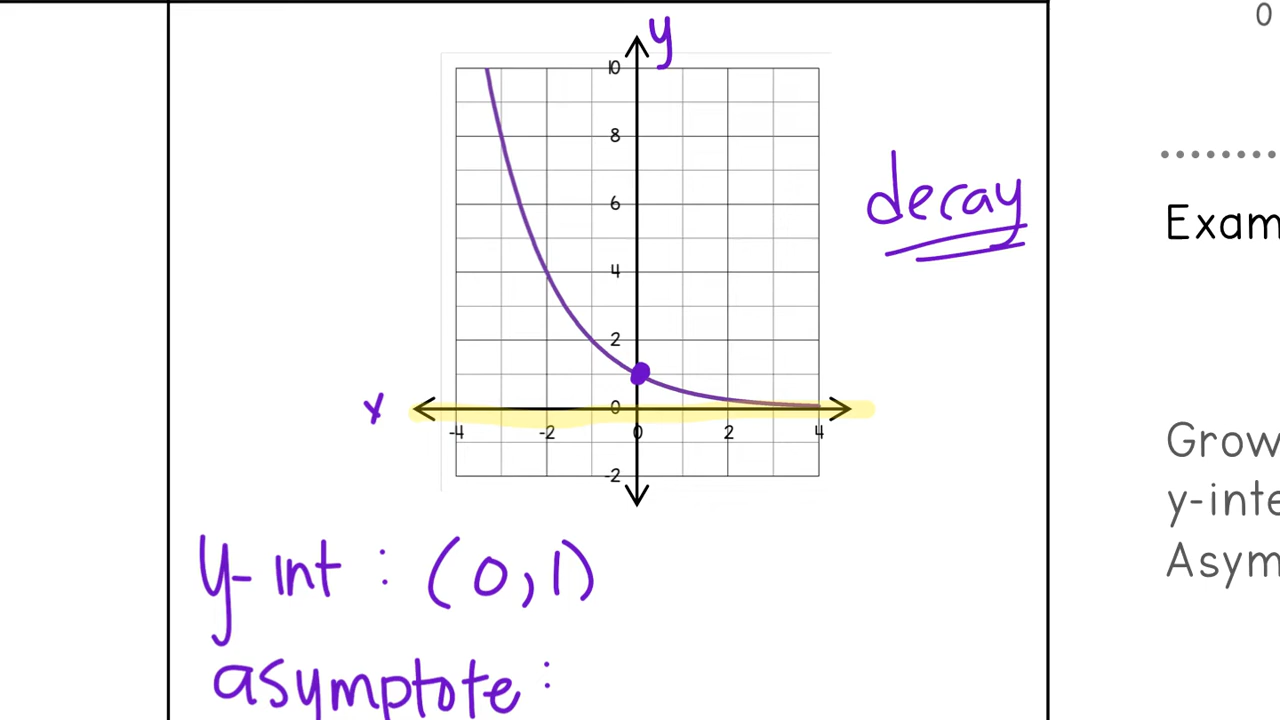 0
y
10
8
6
4
2
0
-4 -2 0 2 4
-2
x
decay
y-int : (0,1)
asymptote :
Exam
Grow
y-inte
Asym